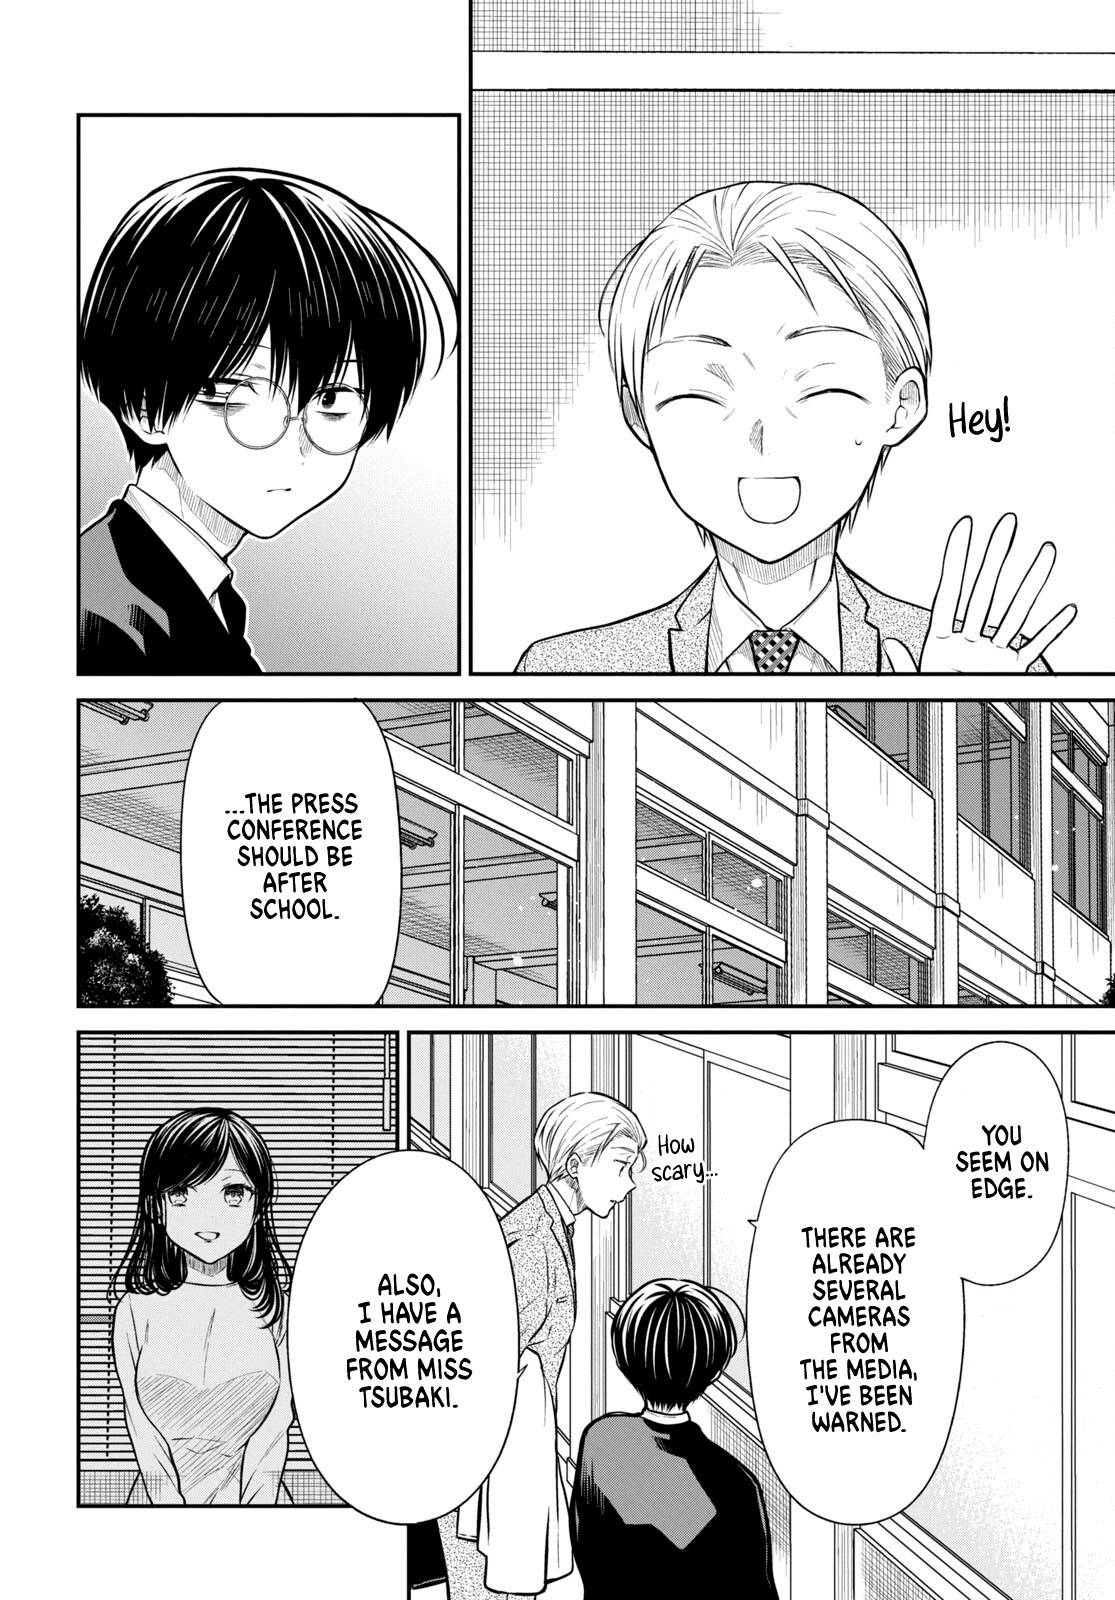 Hey!
...THE PRESS
CONFERENCE
SHOULD BE
AFTER
SCHOOL.
YOU
SEEM ON
EDGE.
THERE ARE
ALREADY
SEVERAL
CAMERAS
FROM
THE MEDIA,
I'VE BEEN
WARNED.
How
scary...
ALSO,
I HAVE A
MESSAGE
FROM MISS
TSUBAKI.